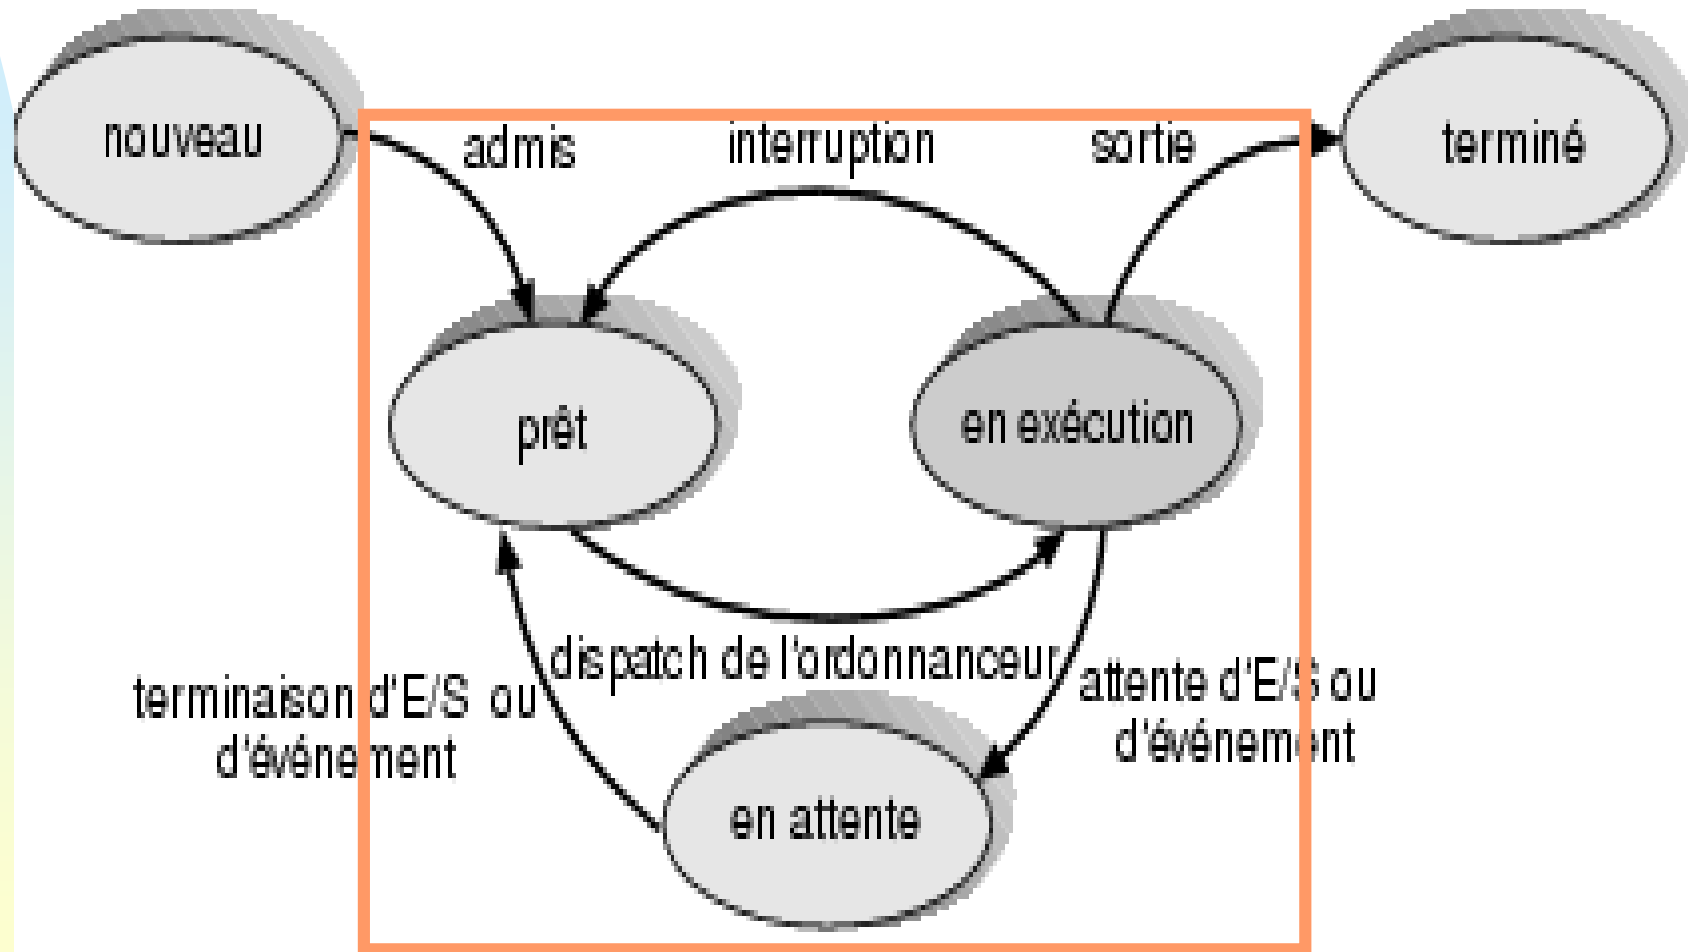 nouveau
admis
interruption
sortie
terminé
prêt
en exécution
dispatch de l'ordonnanceur
terminaison d'E/S ou
d'événement
attente d'E/S ou
d'événement
en attente